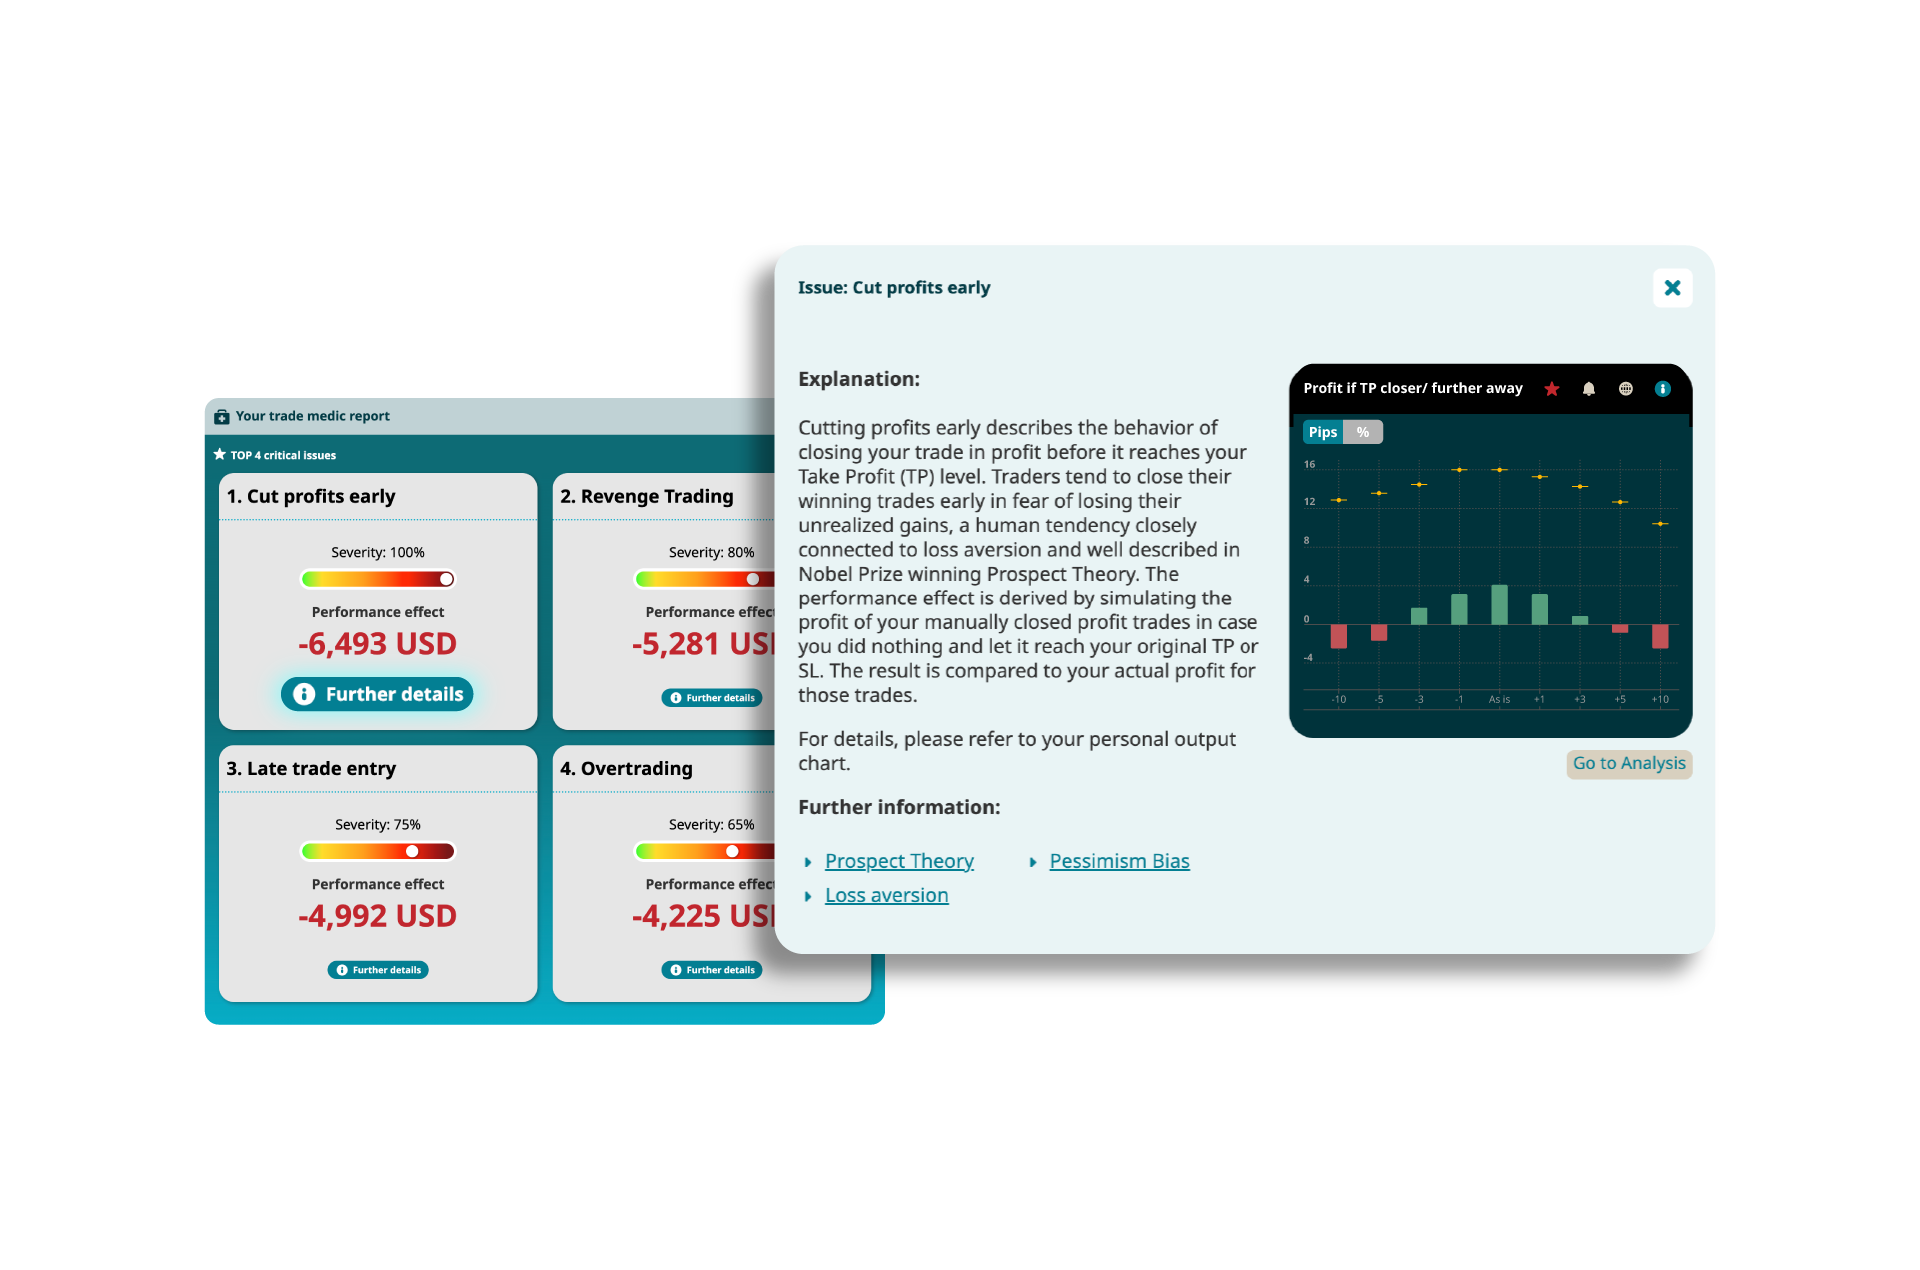 Your trade medic report
TOP 4 critical issues
1. Cut profits early
Severity: 100%
Performance effect
-6,493 USD
Further details
2. Revenge Trading
Severity: 80%
Performance effect
-5,281 US
Further details
3. Late trade entry
Severity: 75%
Performance effect
-4,992 USD
Further details
4. Overtrading
Severity: 65%
Performance effect
-4,225 US
Further details
Issue: Cut profits early
Explanation:
Cutting profits early describes the behavior of
closing your trade in profit before it reaches your
Take Profit (TP) level. Traders tend to close their
winning trades early in fear of losing their
unrealized gains, a human tendency closely
connected to loss aversion and well described in
Nobel Prize winning Prospect Theory. The
performance effect is derived by simulating the
profit of your manually closed profit trades in case
you did nothing and let it reach your original TP or
SL. The result is compared to your actual profit for
those trades.
For details, please refer to your personal output
chart.
Further information:
Prospect Theory
Pessimism Bias
Loss aversion
Profit if TP closer/ further away
Pips %
16
12
8
4
0
-4
-10 -5 -3 -1 As is +1 +3 +5 +10
Go to Analysis